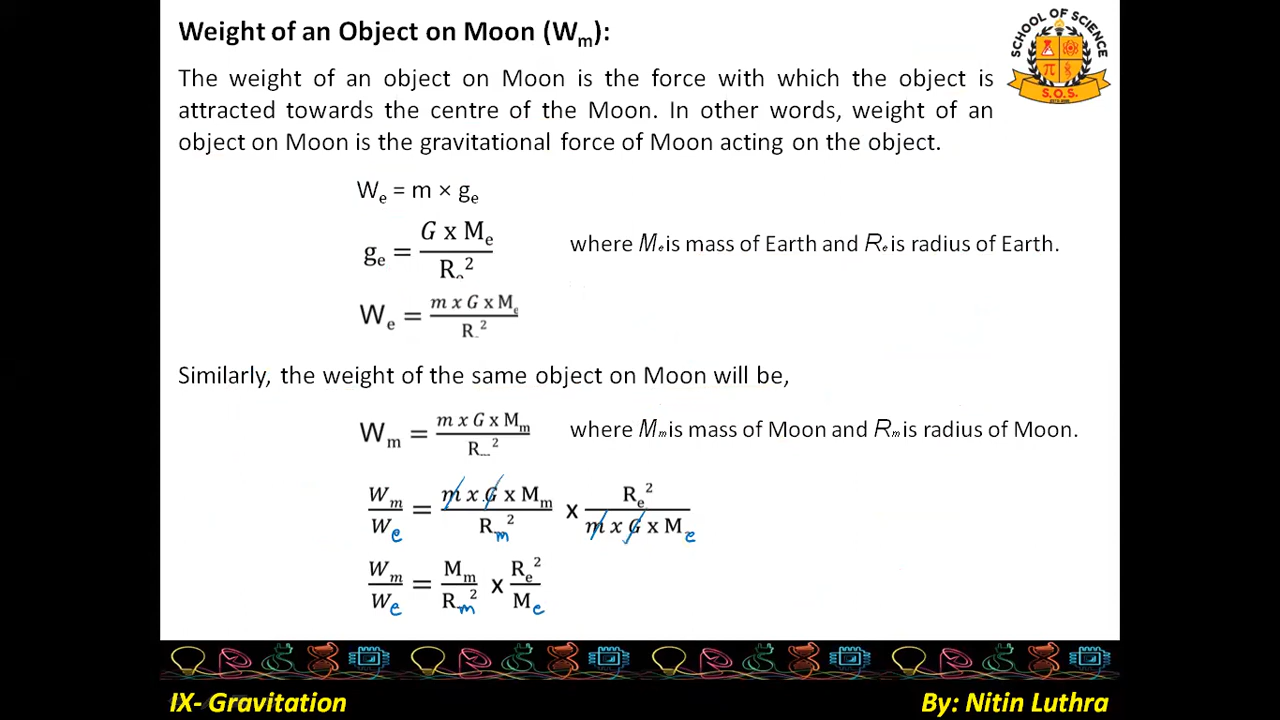 Weight of an Object on Moon (Wₘ):
SCHOOL OF SCIENCE
S.O.S.
The weight of an object on Moon is the force with which the object is
attracted towards the centre of the Moon. In other words, weight of an
object on Moon is the gravitational force of Moon acting on the object.
Wₑ = m × gₑ
gₑ = G x Mₑ / R² where Mₑ is mass of Earth and Rₑ is radius of Earth.
Wₑ = m x G x Mₑ / R²
Similarly, the weight of the same object on Moon will be,
Wₘ = m x G x Mₘ / R² where Mₘ is mass of Moon and Rₘ is radius of Moon.
Wₘ / Wₑ = m x G x Mₘ / Rₘ² x Rₑ² / m x G x Mₑ
Wₘ / Wₑ = Mₘ / Rₘ² x Rₑ² / Mₑ
IX- Gravitation
By: Nitin Luthra